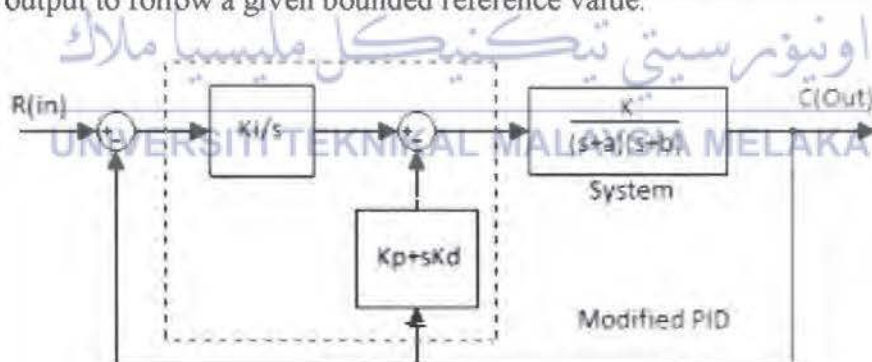 output to follow a given bounded reference value.
اونيۏرسيتي تيكنيكل مليسيا ملاك
R(in)
C(Out)
Ki/s
K
(s+a)(s+b)
UNIVERSITI TEKNIKAL MALAYSIA MELAKA
System
Kp+sKd
Modified PID